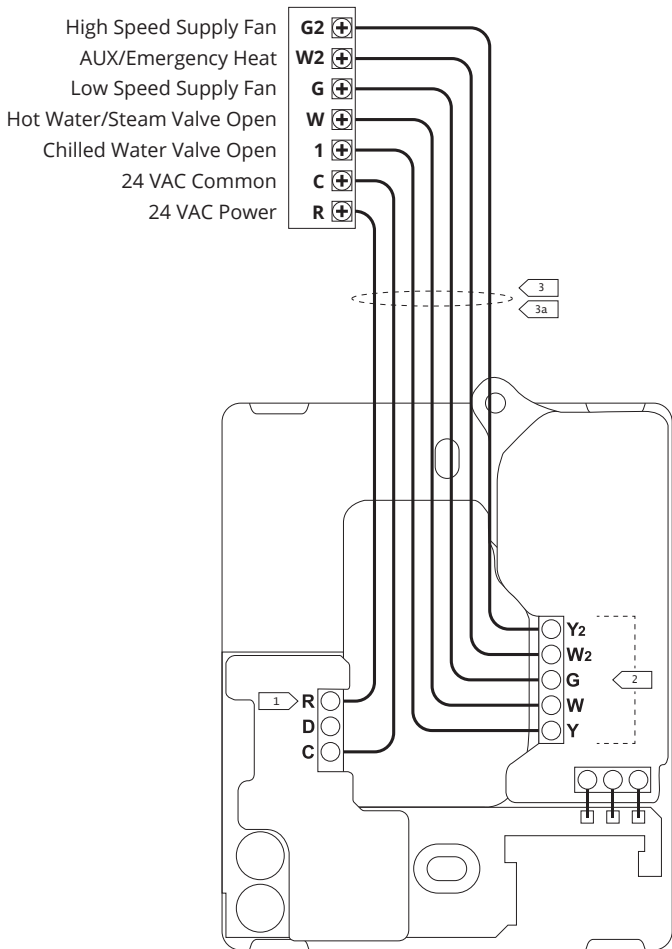 High Speed Supply Fan G2
AUX/Emergency Heat W2
Low Speed Supply Fan G
Hot Water/Steam Valve Open W
Chilled Water Valve Open 1
24 VAC Common C
24 VAC Power R
3
3a
Y2
W2
G 2
W
Y
1 R
D
C